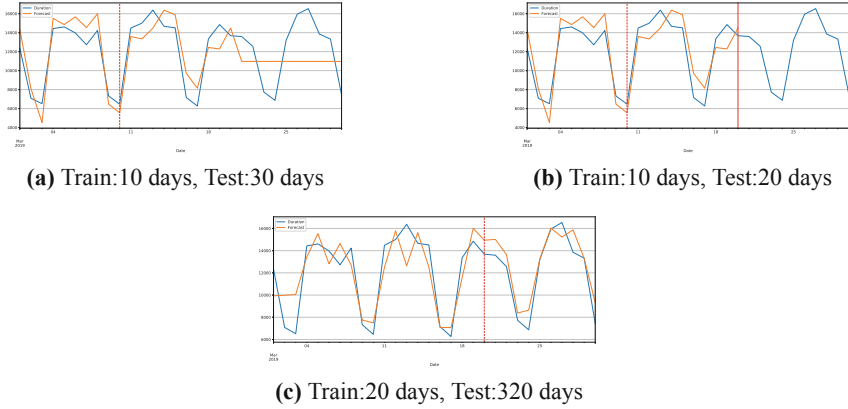 Duration
Forecast
16000
14000
12000
10000
8000
6000
4000
04
11
18
25
Mar
2019
Date
(a) Train:10 days, Test:30 days
Duration
Forecast
16000
14000
12000
10000
8000
6000
4000
04
11
18
25
Mar
2019
Date
(b) Train:10 days, Test:20 days
Duration
Forecast
16000
14000
12000
10000
8000
6000
04
11
18
25
Mar
2019
Date
(c) Train:20 days, Test:320 days